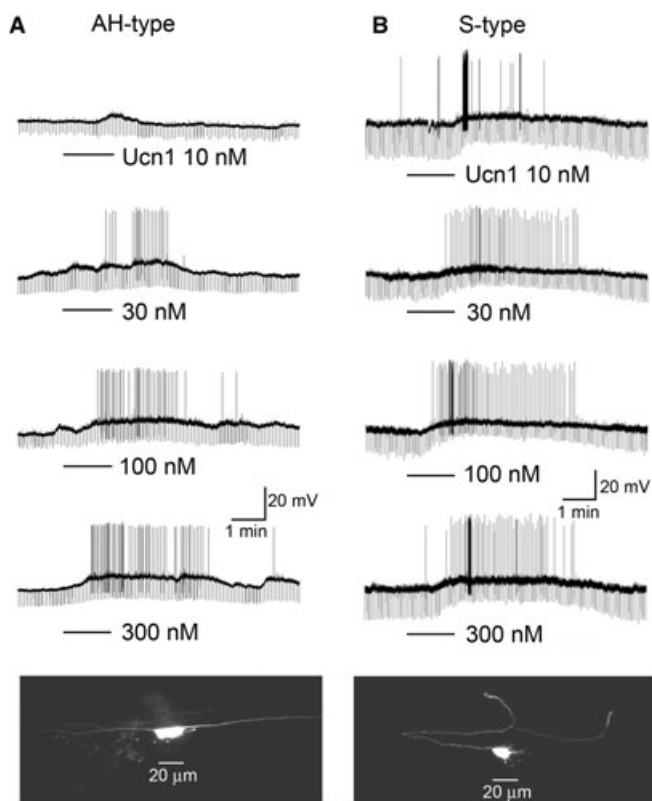 A AH-type
B S-type
Ucn1 10 nM
Ucn1 10 nM
30 nM
30 nM
100 nM
100 nM
20 mV
1 min
20 mV
1 min
300 nM
300 nM
20 μm
20 μm